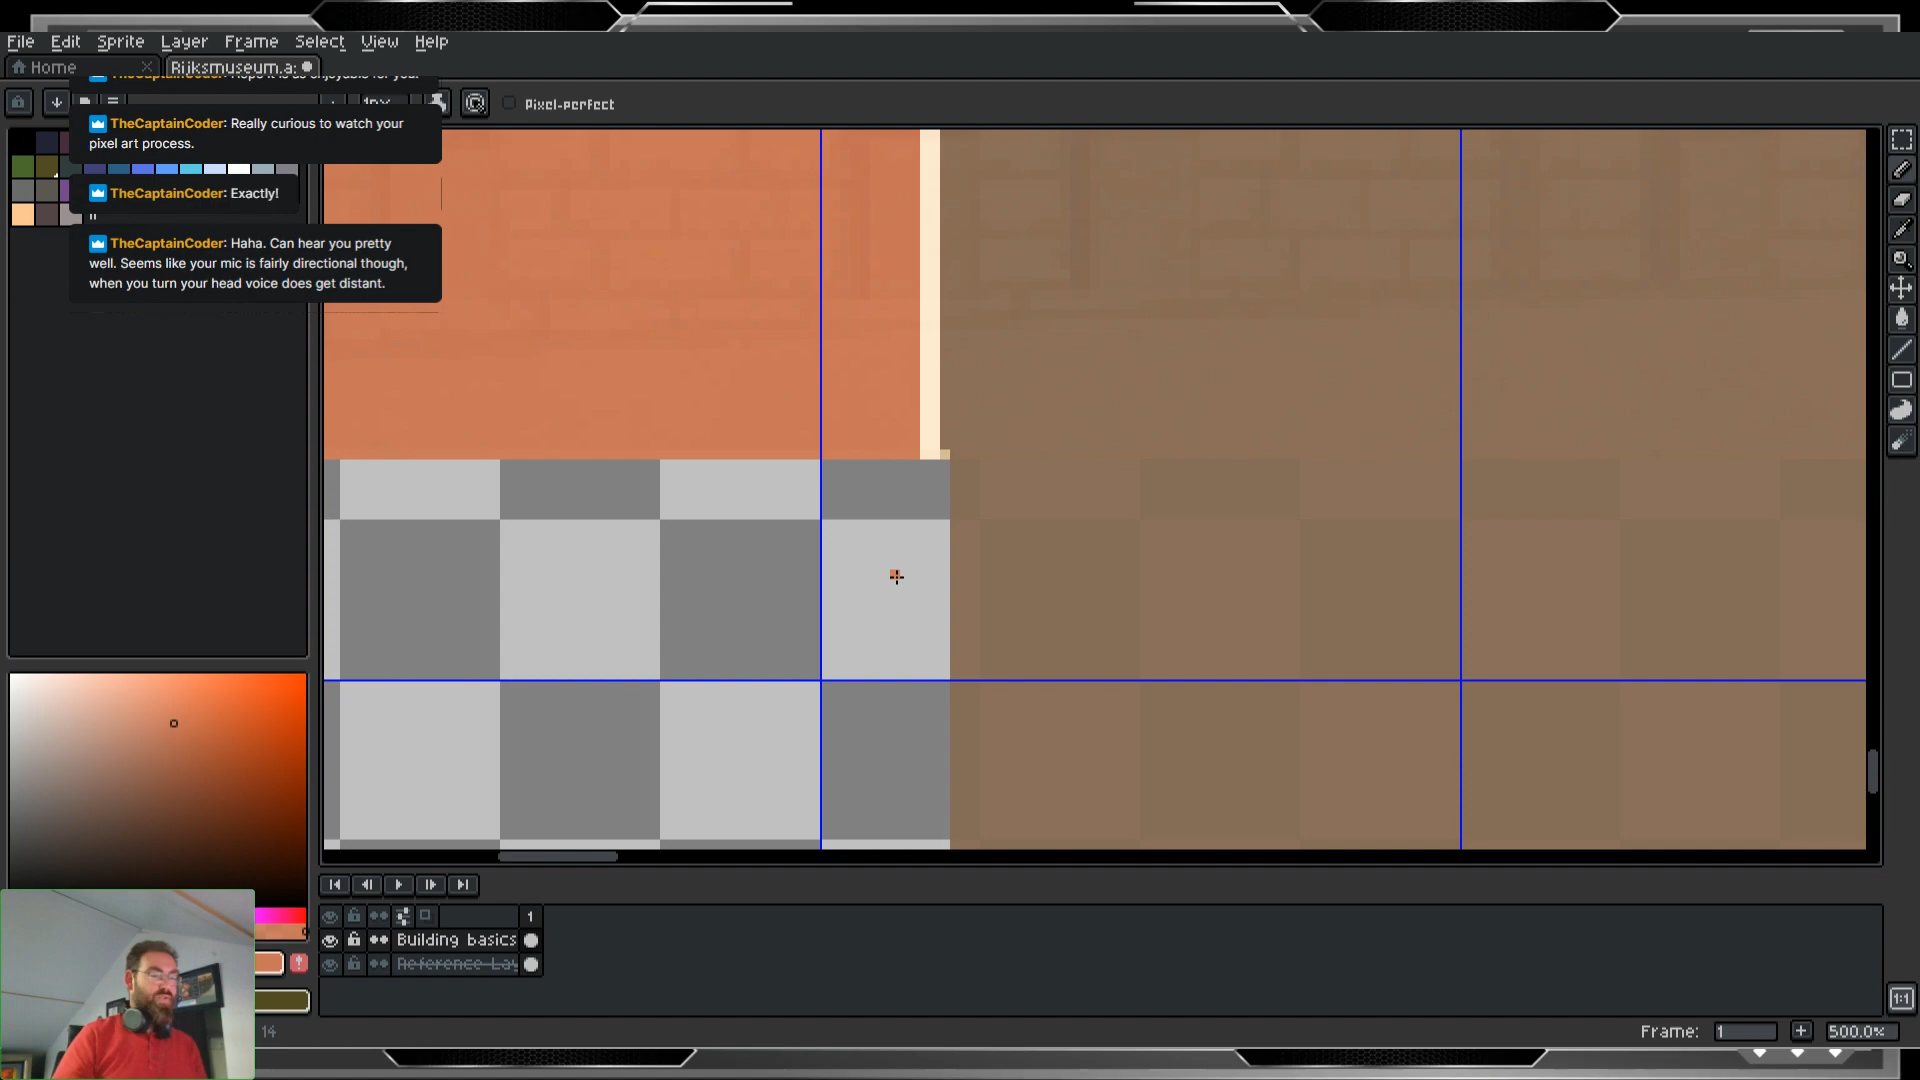 File Edit Sprite Layer Frame Select View Help
Home
Rijksmuseum.a:
Pixel-perfect
TheCaptainCoder: Really curious to watch your
pixel art process.
TheCaptainCoder: Exactly!
TheCaptainCoder: Haha. Can hear you pretty
well. Seems like your mic is fairly directional though,
when you turn your head voice does get distant.
1
Building basics
Reference Lay
14
1:1
Frame: 1
500.0%